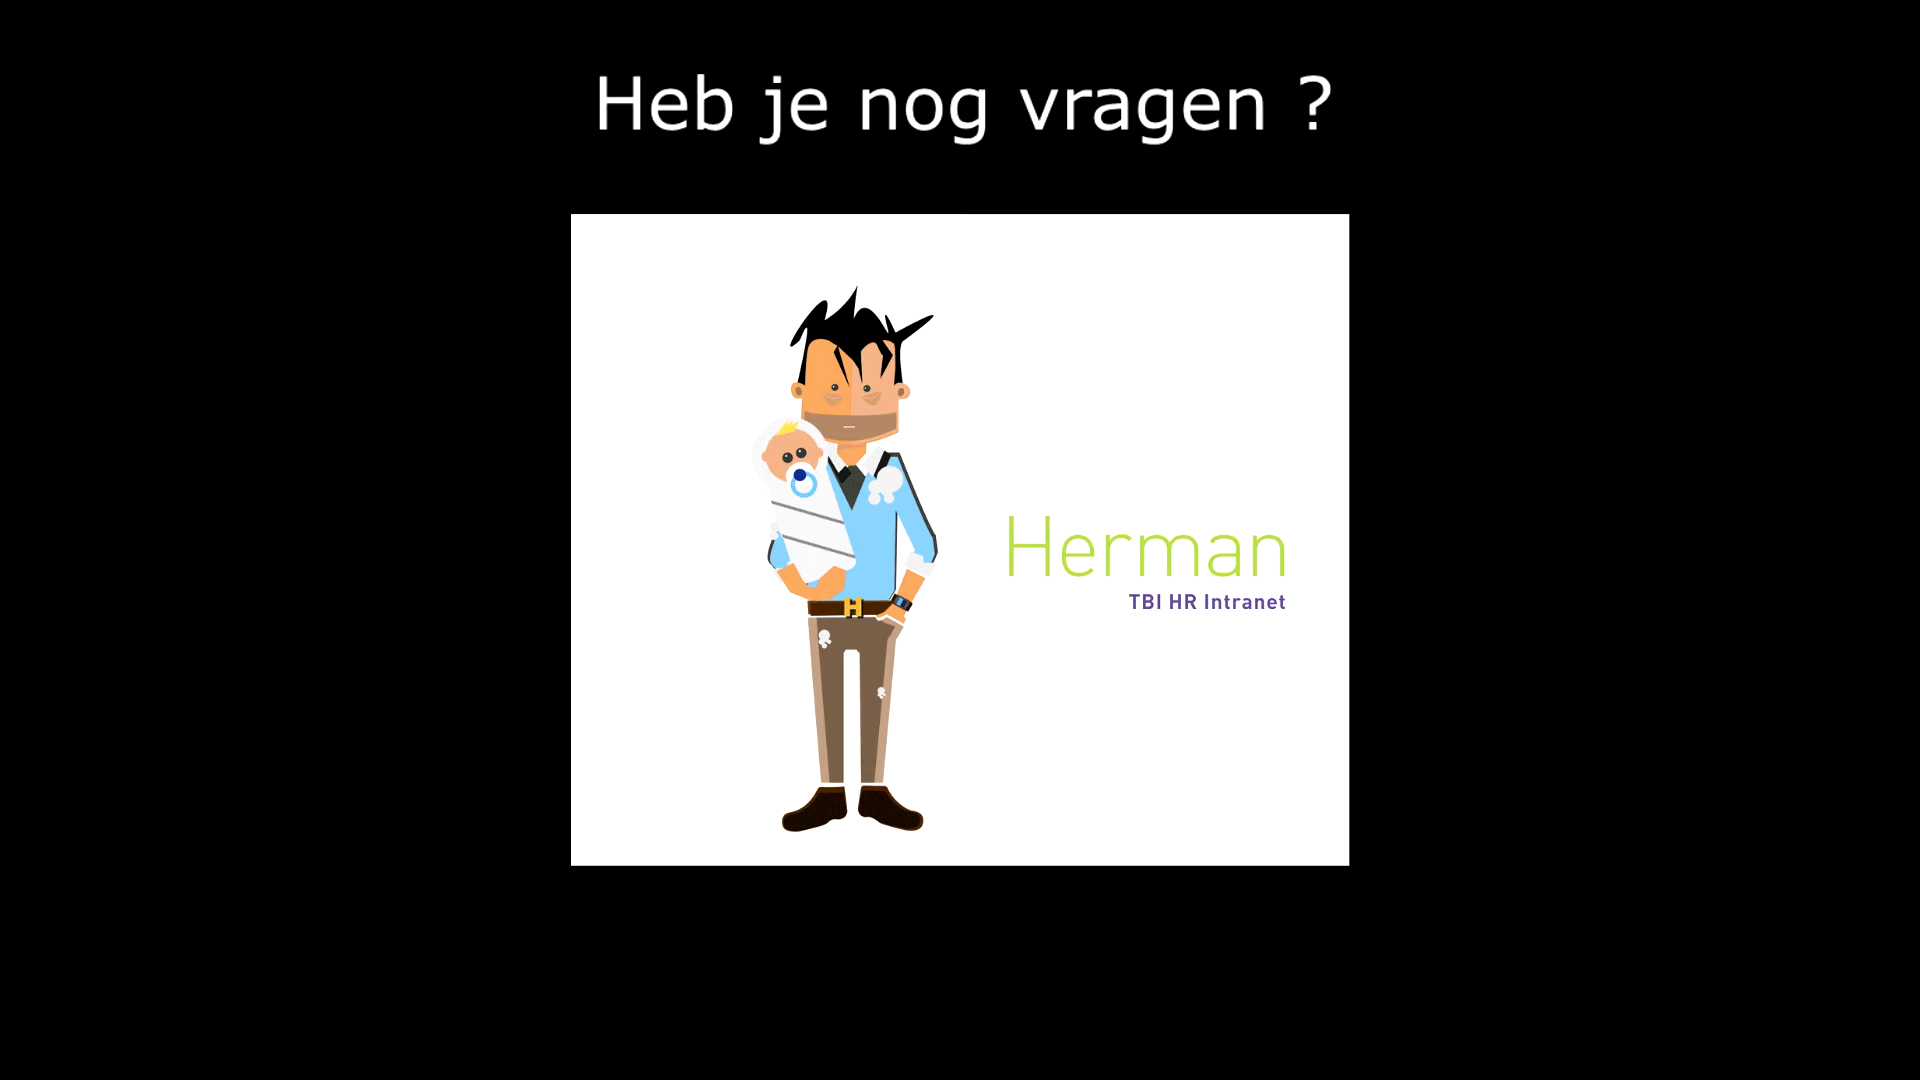 Heb je nog vragen ?
Herman
TBI HR Intranet
H